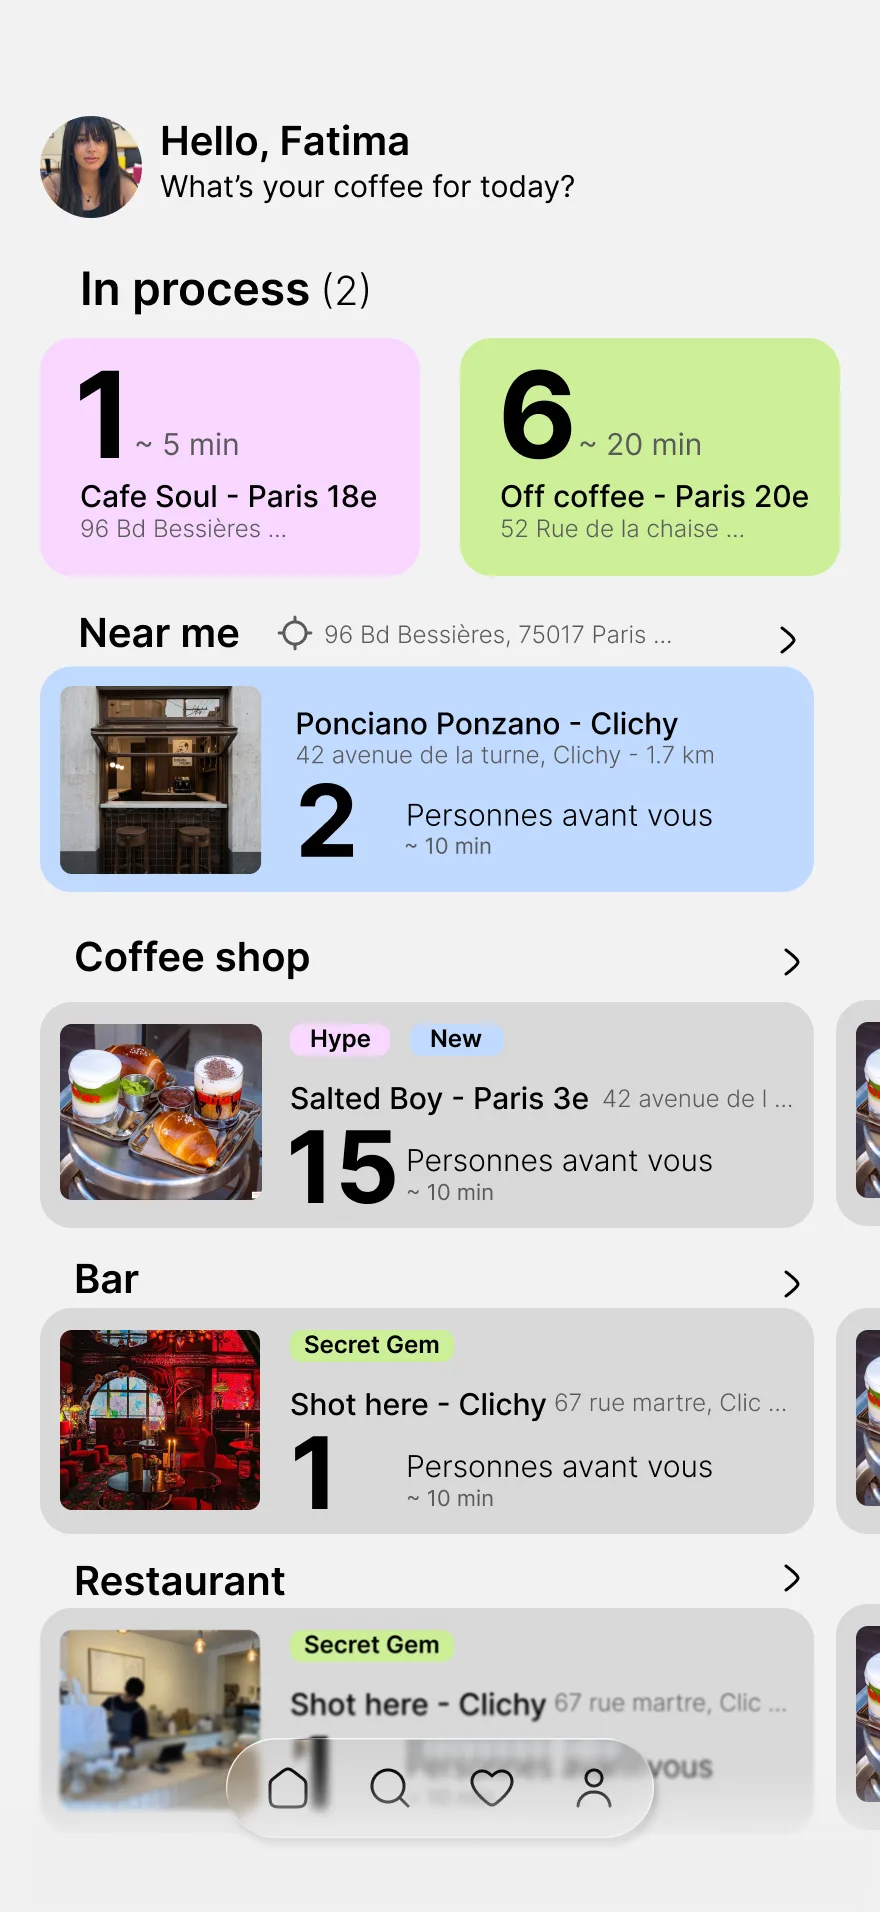 Hello, Fatima
What’s your coffee for today?
In process (2)
1 ~ 5 min
Cafe Soul - Paris 18e
96 Bd Bessières ...
6 ~ 20 min
Off coffee - Paris 20e
52 Rue de la chaise ...
Near me 96 Bd Bessières, 75017 Paris ...
Ponciano Ponzano - Clichy
42 avenue de la turne, Clichy - 1.7 km
2 Personnes avant vous
~ 10 min
Coffee shop
Hype New
Salted Boy - Paris 3e 42 avenue de l ...
15 Personnes avant vous
~ 10 min
Bar
Secret Gem
Shot here - Clichy 67 rue martre, Clic ...
1 Personnes avant vous
~ 10 min
Restaurant
Secret Gem
Shot here - Clichy 67 rue martre, Clic ...
1 Personnes avant vous